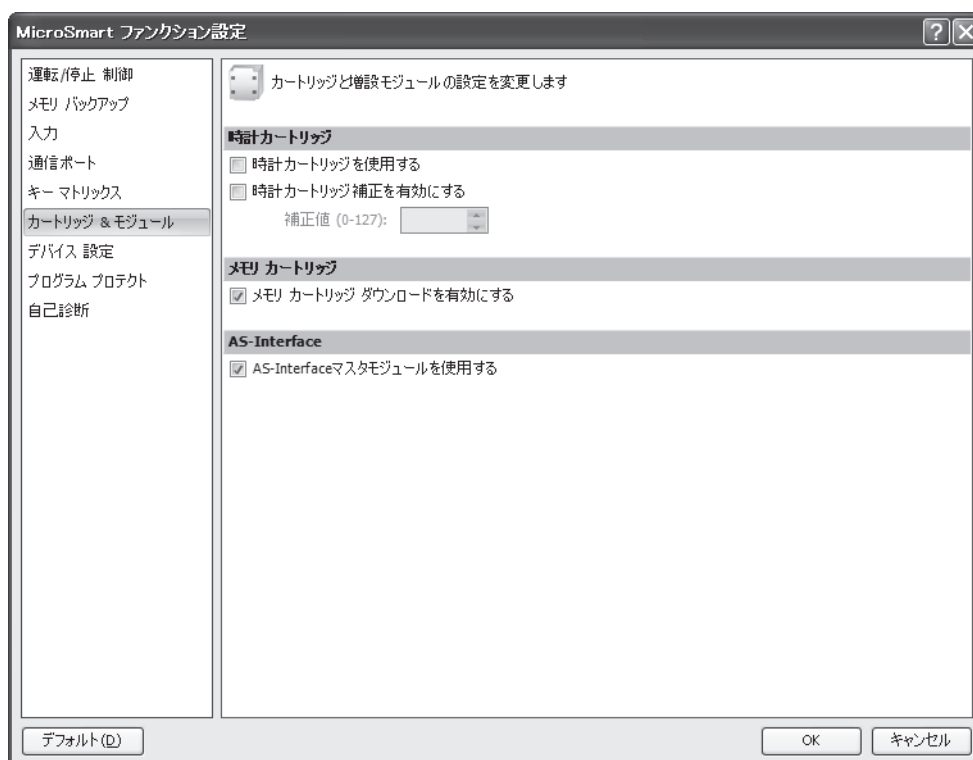 MicroSmart ファンクション設定
運転/停止 制御
メモリ バックアップ
入力
通信ポート
キー マトリックス
カートリッジ & モジュール
デバイス 設定
プログラム プロテクト
自己診断
カートリッジと増設モジュールの設定を変更します
時計カートリッジ
時計カートリッジを使用する
時計カートリッジ補正を有効にする
補正値 (0-127):
メモリ カートリッジ
メモリ カートリッジ ダウンロードを有効にする
AS-Interface
AS-Interfaceマスタモジュールを使用する
デフォルト(D)
OK
キャンセル